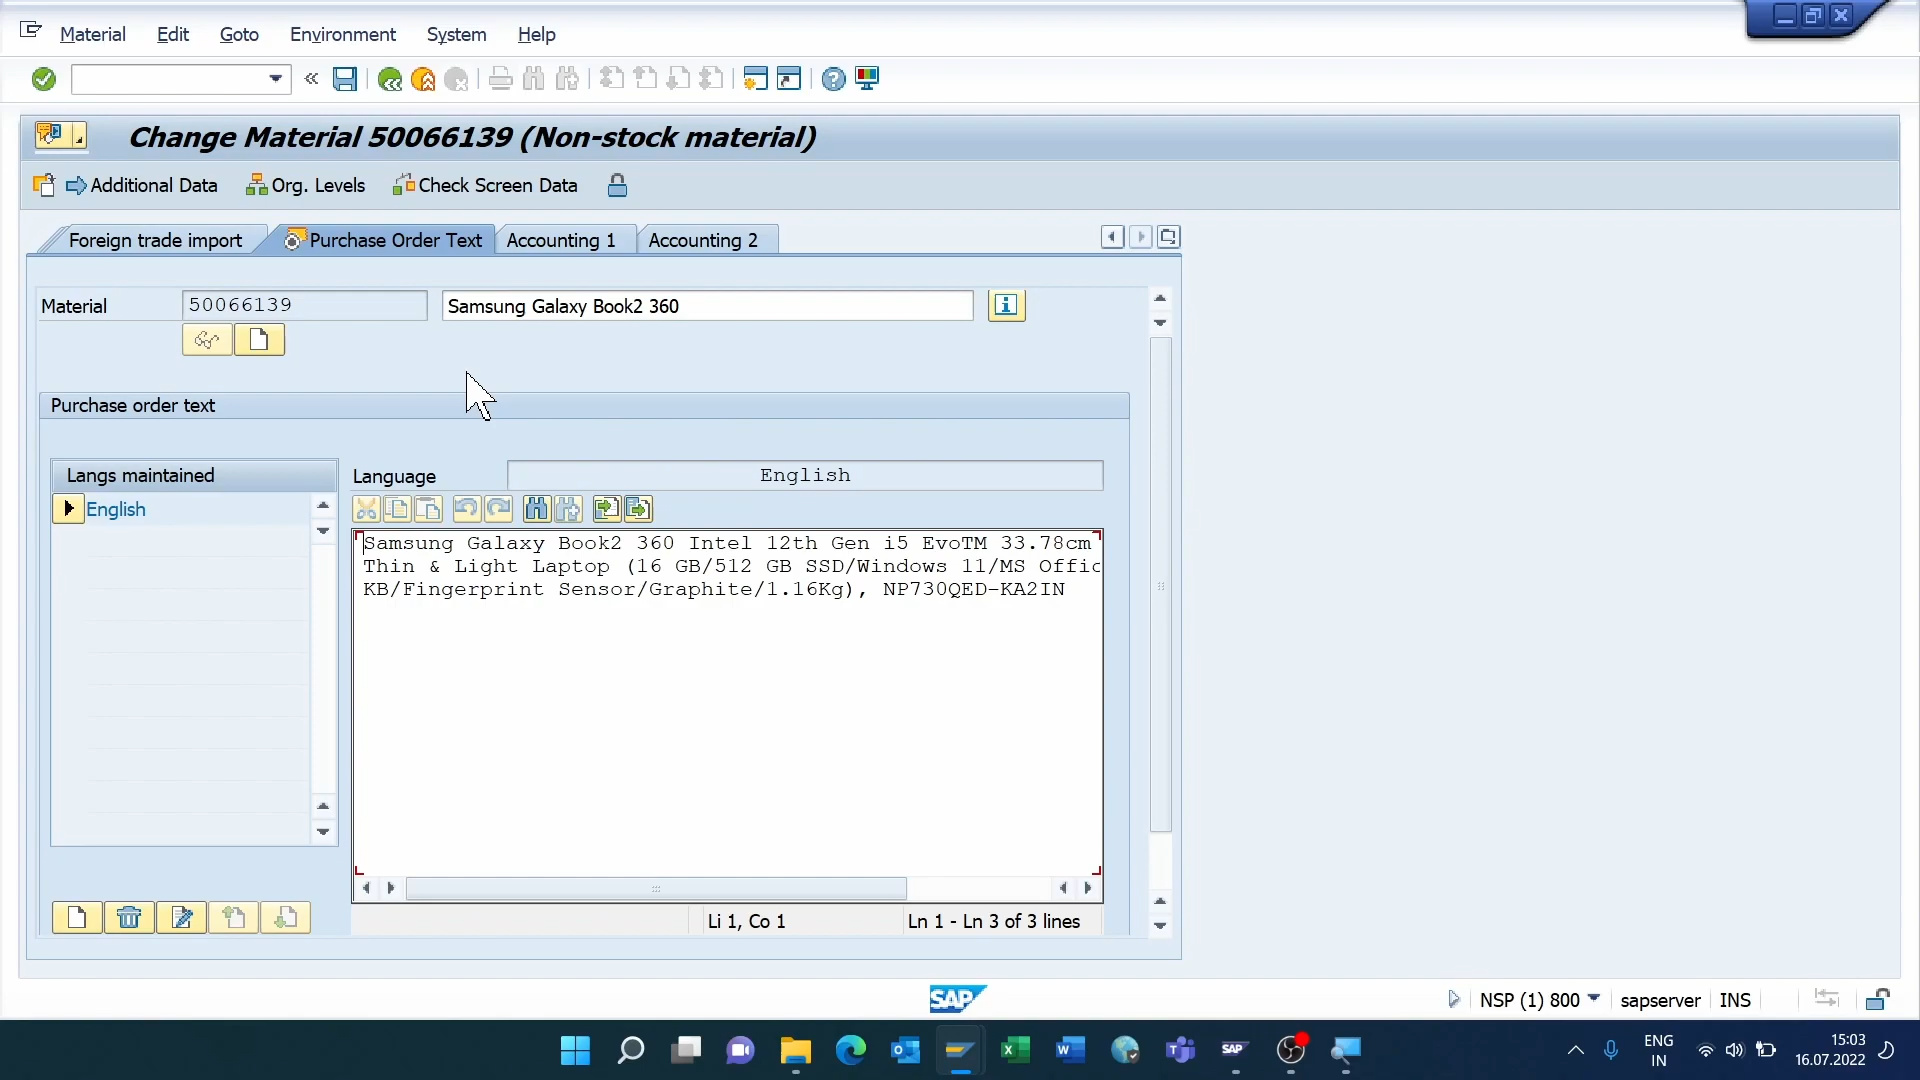 Material Edit Goto Environment System Help
Change Material 50066139 (Non-stock material)
Additional Data Org. Levels Check Screen Data
Foreign trade import Purchase Order Text Accounting 1 Accounting 2
Material 50066139 Samsung Galaxy Book2 360
Purchase order text
Langs maintained Language English
English
Samsung Galaxy Book2 360 Intel 12th Gen i5 EvoTM 33.78cm
Thin & Light Laptop (16 GB/512 GB SSD/Windows 11/MS Offic
KB/Fingerprint Sensor/Graphite/1.16Kg), NP730QED-KA2IN
Li 1, Co 1 Ln 1 - Ln 3 of 3 lines
SAP NSP (1) 800 sapserver INS
SAP ENG 15:03
IN 16.07.2022